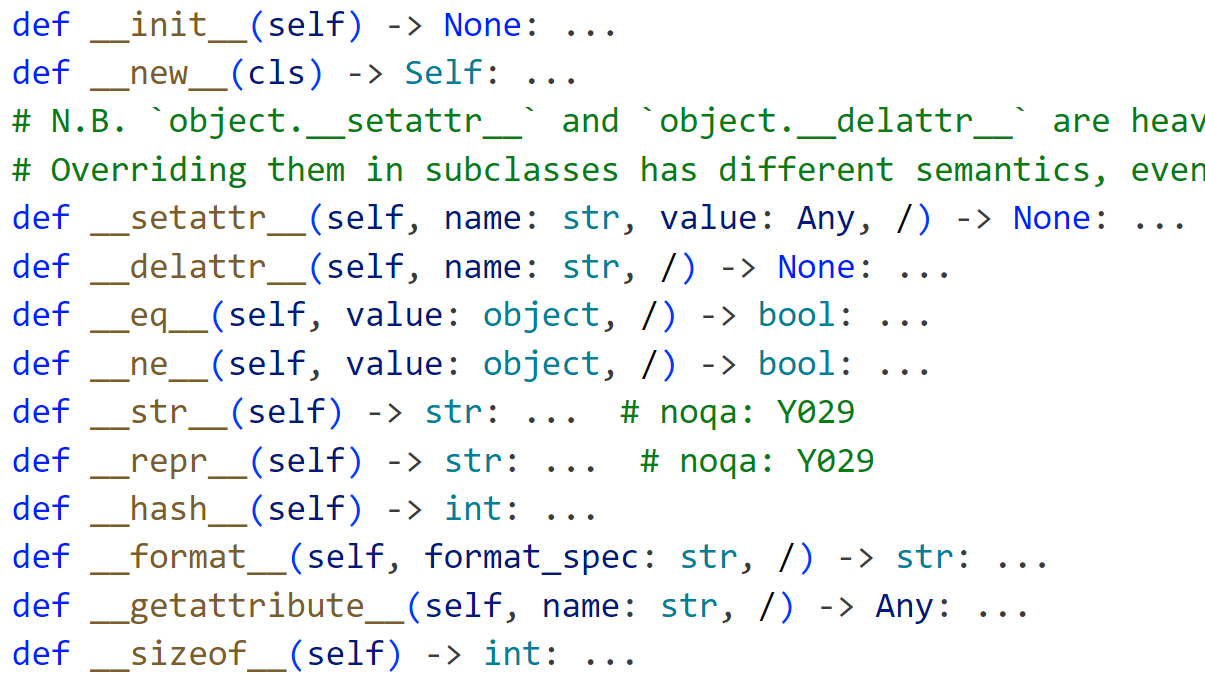 def __init__(self) -> None: ...
def __new__(cls) -> Self: ...
# N.B. `object.__setattr__` and `object.__delattr__` are heav
# Overriding them in subclasses has different semantics, even
def __setattr__(self, name: str, value: Any, /) -> None: ...
def __delattr__(self, name: str, /) -> None: ...
def __eq__(self, value: object, /) -> bool: ...
def __ne__(self, value: object, /) -> bool: ...
def __str__(self) -> str: ...  # noqa: Y029
def __repr__(self) -> str: ...  # noqa: Y029
def __hash__(self) -> int: ...
def __format__(self, format_spec: str, /) -> str: ...
def __getattribute__(self, name: str, /) -> Any: ...
def __sizeof__(self) -> int: ...